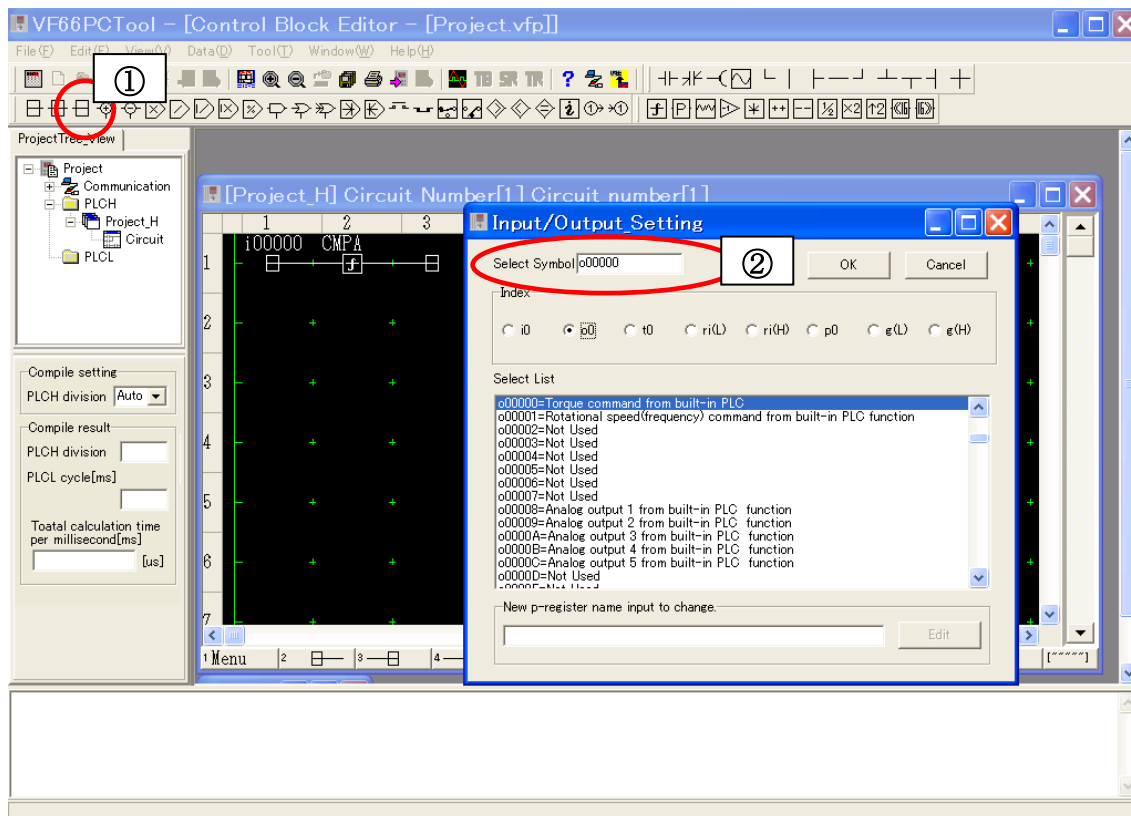 VF66PCTool - [Control Block Editor - [Project.vfp]]
File(F) Edit(E) View(V) Data(D) Tool(T) Window(W) Help(H)
①
TB SR TR ?
ProjectTree_View
Project
Communication
PLCH
Project_H
Circuit
PLCL
Compile setting
PLCH division Auto
Compile result
PLCH division
PLCL cycle[ms]
Toatal calculation time
per millisecond[ms]
[us]
[Project_H] Circuit Number[1] Circuit number[1]
1 2 3
i00000 CMPA
1
2
3
4
5
6
7
1 Menu 2 3 4
["""""]
Input/Output_Setting
Select Symbol o00000
②
OK Cancel
Index
i0 o0 t0 ri(L) ri(H) p0 g(L) g(H)
Select List
o00000=Torque command from built-in PLC
o00001=Rotational speed(frequency) command from built-in PLC function
o00002=Not Used
o00003=Not Used
o00004=Not Used
o00005=Not Used
o00006=Not Used
o00007=Not Used
o00008=Analog output 1 from built-in PLC function
o00009=Analog output 2 from built-in PLC function
o0000A=Analog output 3 from built-in PLC function
o0000B=Analog output 4 from built-in PLC function
o0000C=Analog output 5 from built-in PLC function
o0000D=Not Used
New p-register name input to change.
Edit